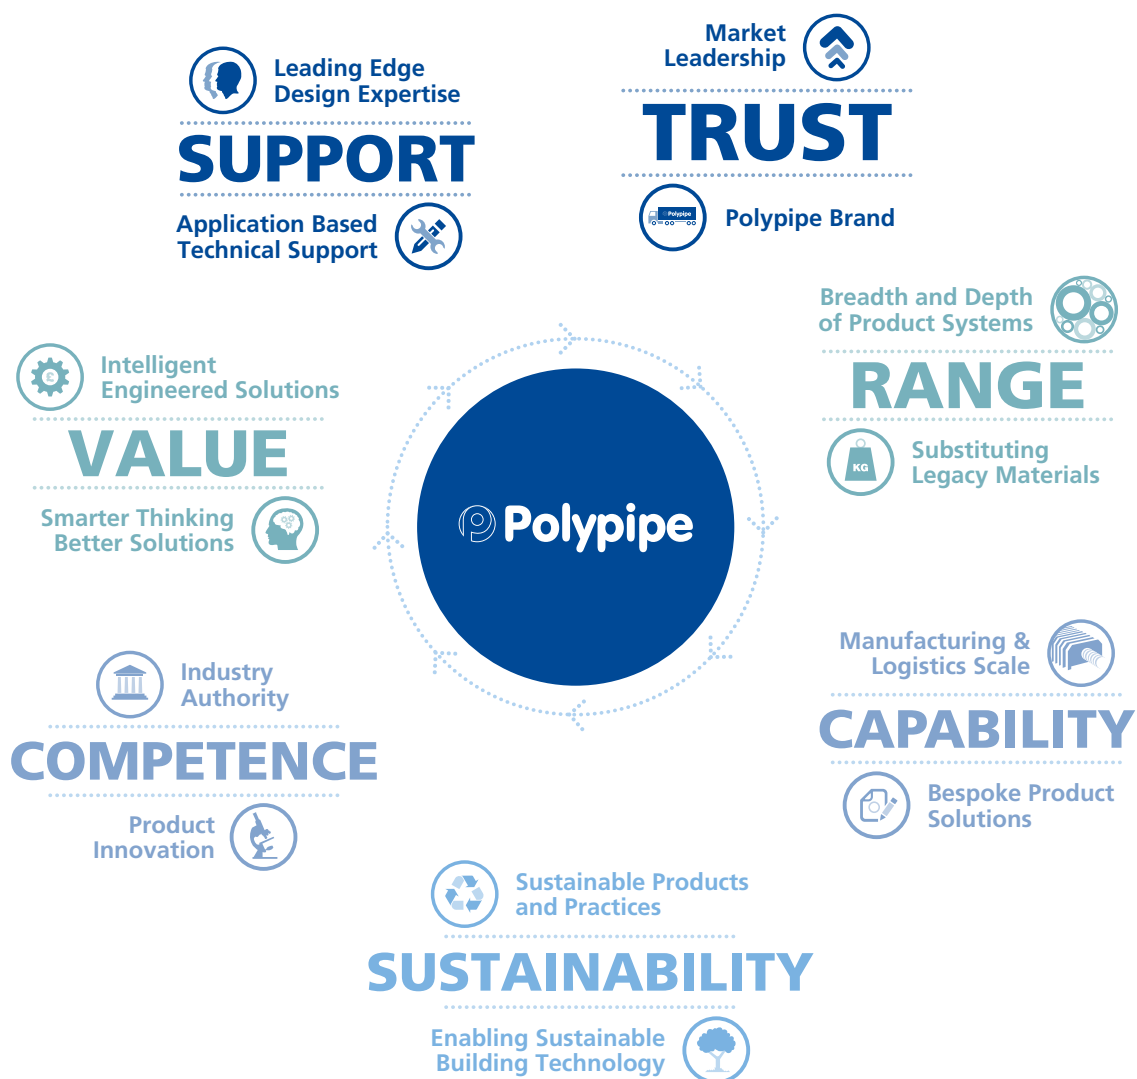 Leading Edge
Design Expertise
SUPPORT
Application Based
Technical Support
Market
Leadership
TRUST
Polypipe
Polypipe Brand
Breadth and Depth
of Product Systems
RANGE
KG
Substituting
Legacy Materials
Manufacturing &
Logistics Scale
CAPABILITY
Bespoke Product
Solutions
Sustainable Products
and Practices
SUSTAINABILITY
Enabling Sustainable
Building Technology
Industry
Authority
COMPETENCE
Product
Innovation
£
Intelligent
Engineered Solutions
VALUE
Smarter Thinking
Better Solutions
Polypipe